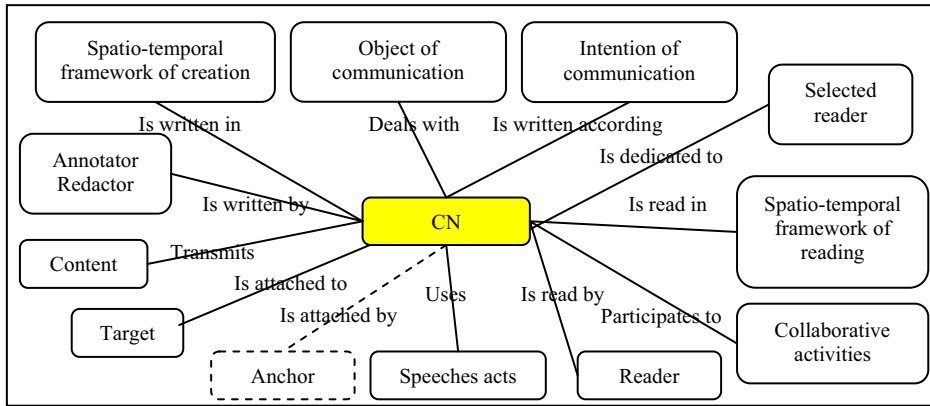 Spatio-temporal
framework of creation
Object of
communication
Intention of
communication
Selected
reader
Is written in
Deals with
Is written according
Is dedicated to
Annotator
Redactor
Is written by
CN
Is read in
Spatio-temporal
framework of
reading
Content
Transmits
Is attached to
Target
Is attached by
Uses
Is read by
Participates to
Collaborative
activities
Anchor
Speeches acts
Reader